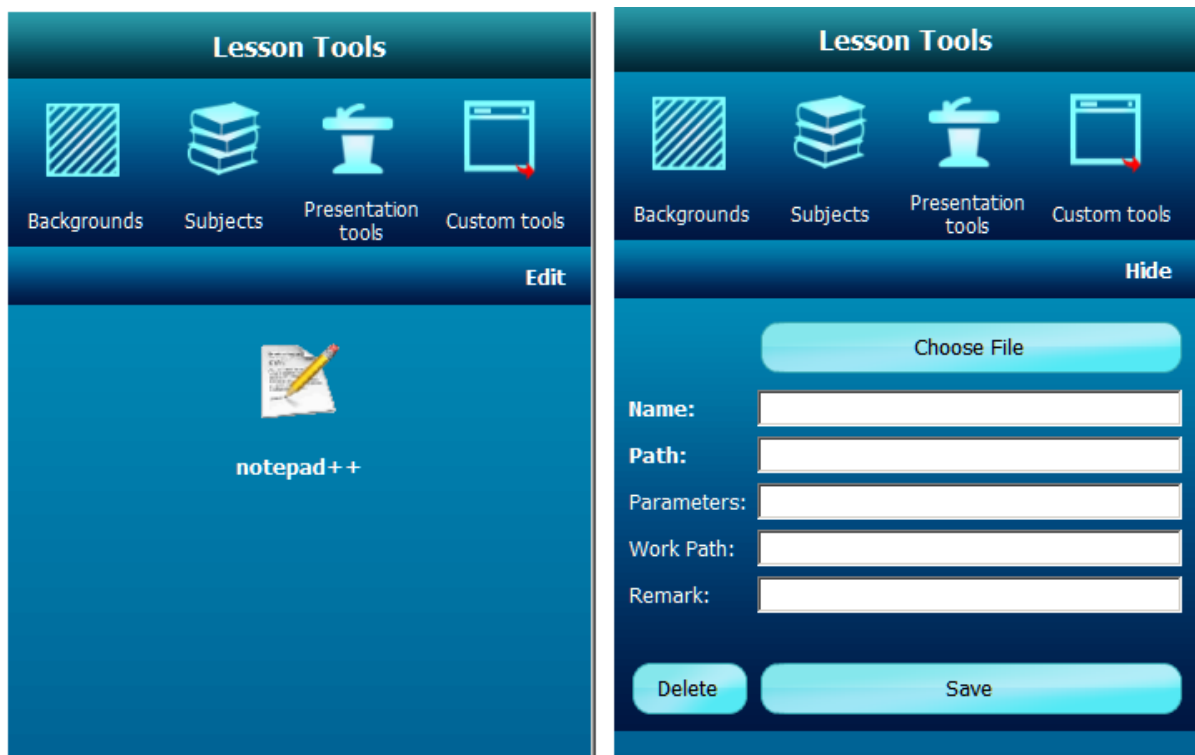 Lesson Tools
Backgrounds
Subjects
Presentation
tools
Custom tools
Edit
notepad++
Lesson Tools
Backgrounds
Subjects
Presentation
tools
Custom tools
Hide
Choose File
Name:
Path:
Parameters:
Work Path:
Remark:
Delete
Save